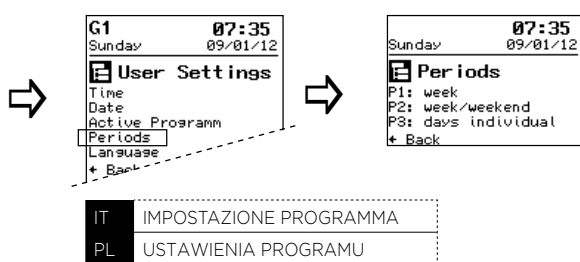 G1 07:35
Sunday 09/01/12
User Settings
Time
Date
Active Programm
Periods
Language
← Back
07:35
Sunday 09/01/12
Periods
P1: week
P2: week/weekend
P3: days individual
← Back
IT IMPOSTAZIONE PROGRAMMA
PL USTAWIENIA PROGRAMU